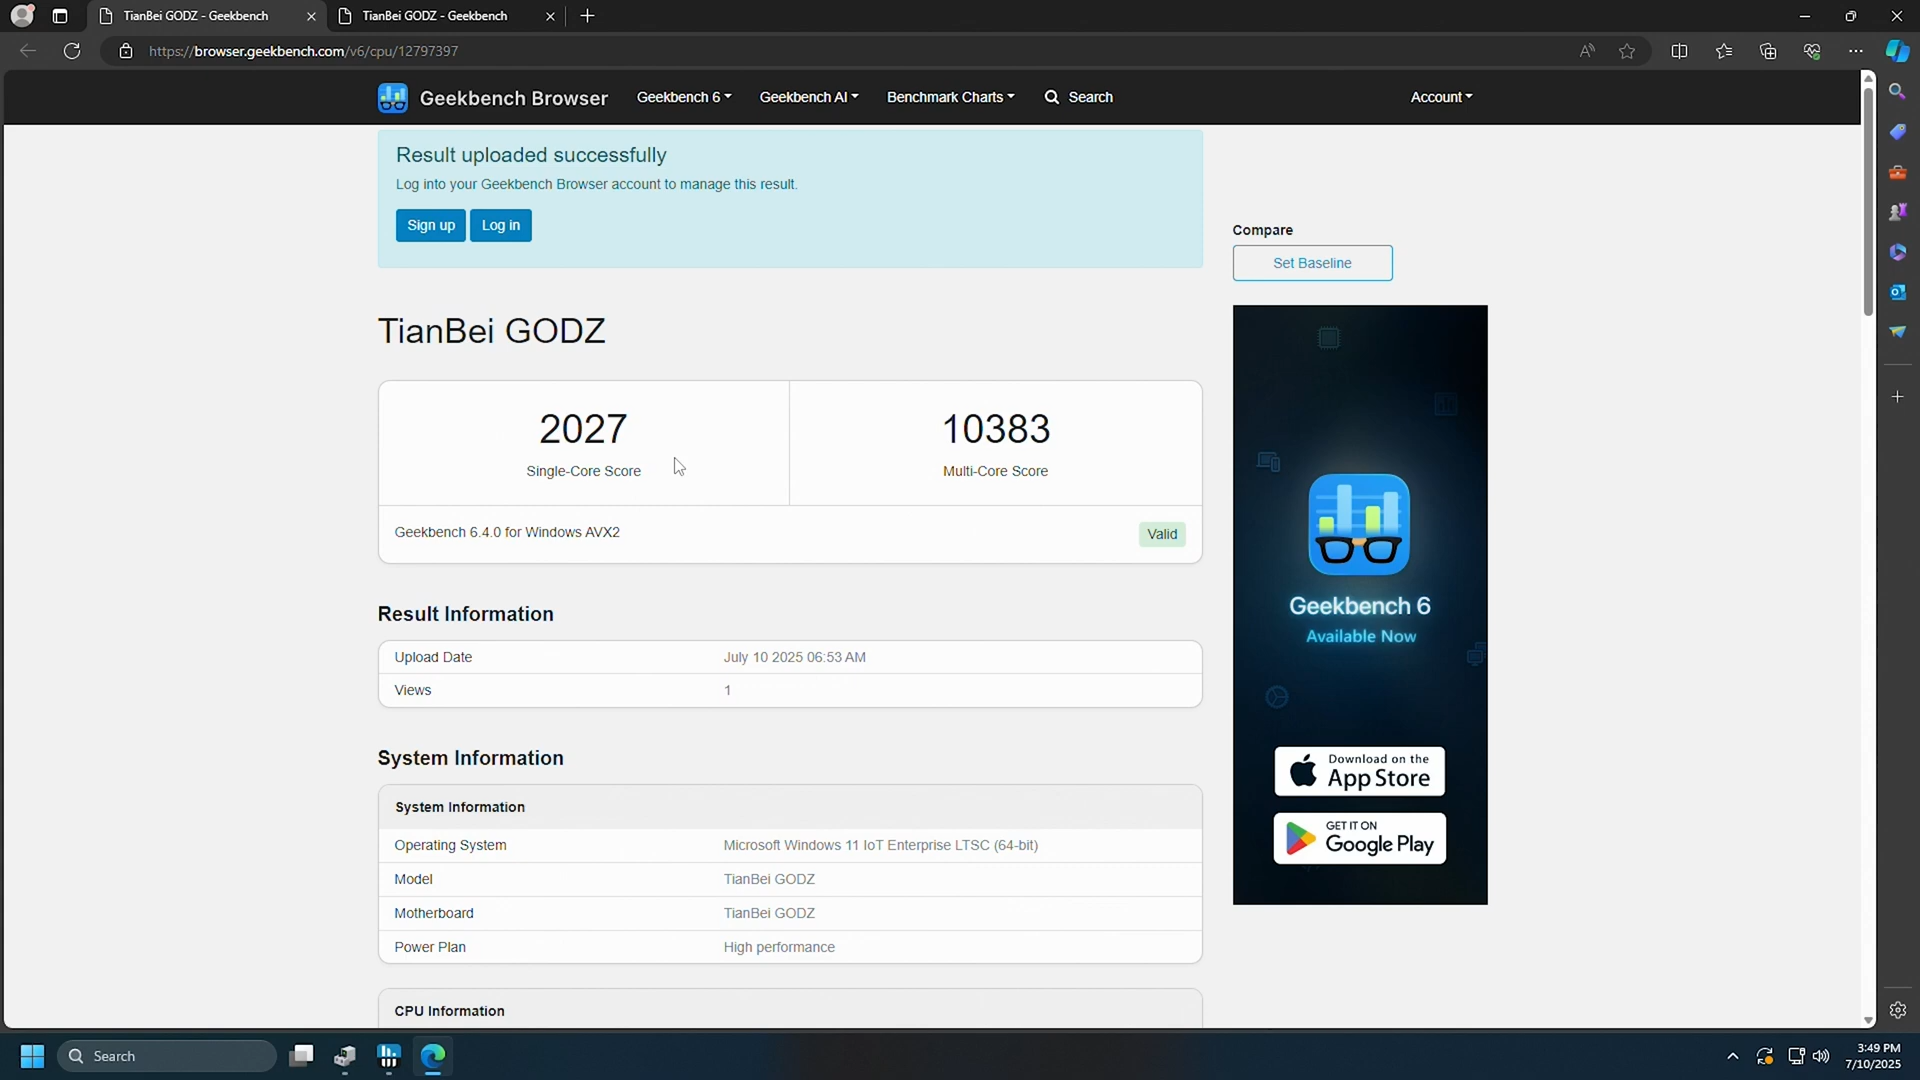 TianBei GODZ - Geekbench
TianBei GODZ - Geekbench
https://browser.geekbench.com/v6/cpu/12797397
Geekbench Browser
Geekbench 6
Geekbench AI
Benchmark Charts
Search
Account
Result uploaded successfully
Log into your Geekbench Browser account to manage this result.
Sign up
Log in
Compare
Set Baseline
TianBei GODZ
2027
Single-Core Score
10383
Multi-Core Score
Geekbench 6.4.0 for Windows AVX2
Valid
Result Information
Upload Date July 10 2025 06:53 AM
Views 1
System Information
System Information
Operating System Microsoft Windows 11 IoT Enterprise LTSC (64-bit)
Model TianBei GODZ
Motherboard TianBei GODZ
Power Plan High performance
CPU Information
Geekbench 6
Available Now
Download on the
App Store
GET IT ON
Google Play
Search
3:49 PM
7/10/2025